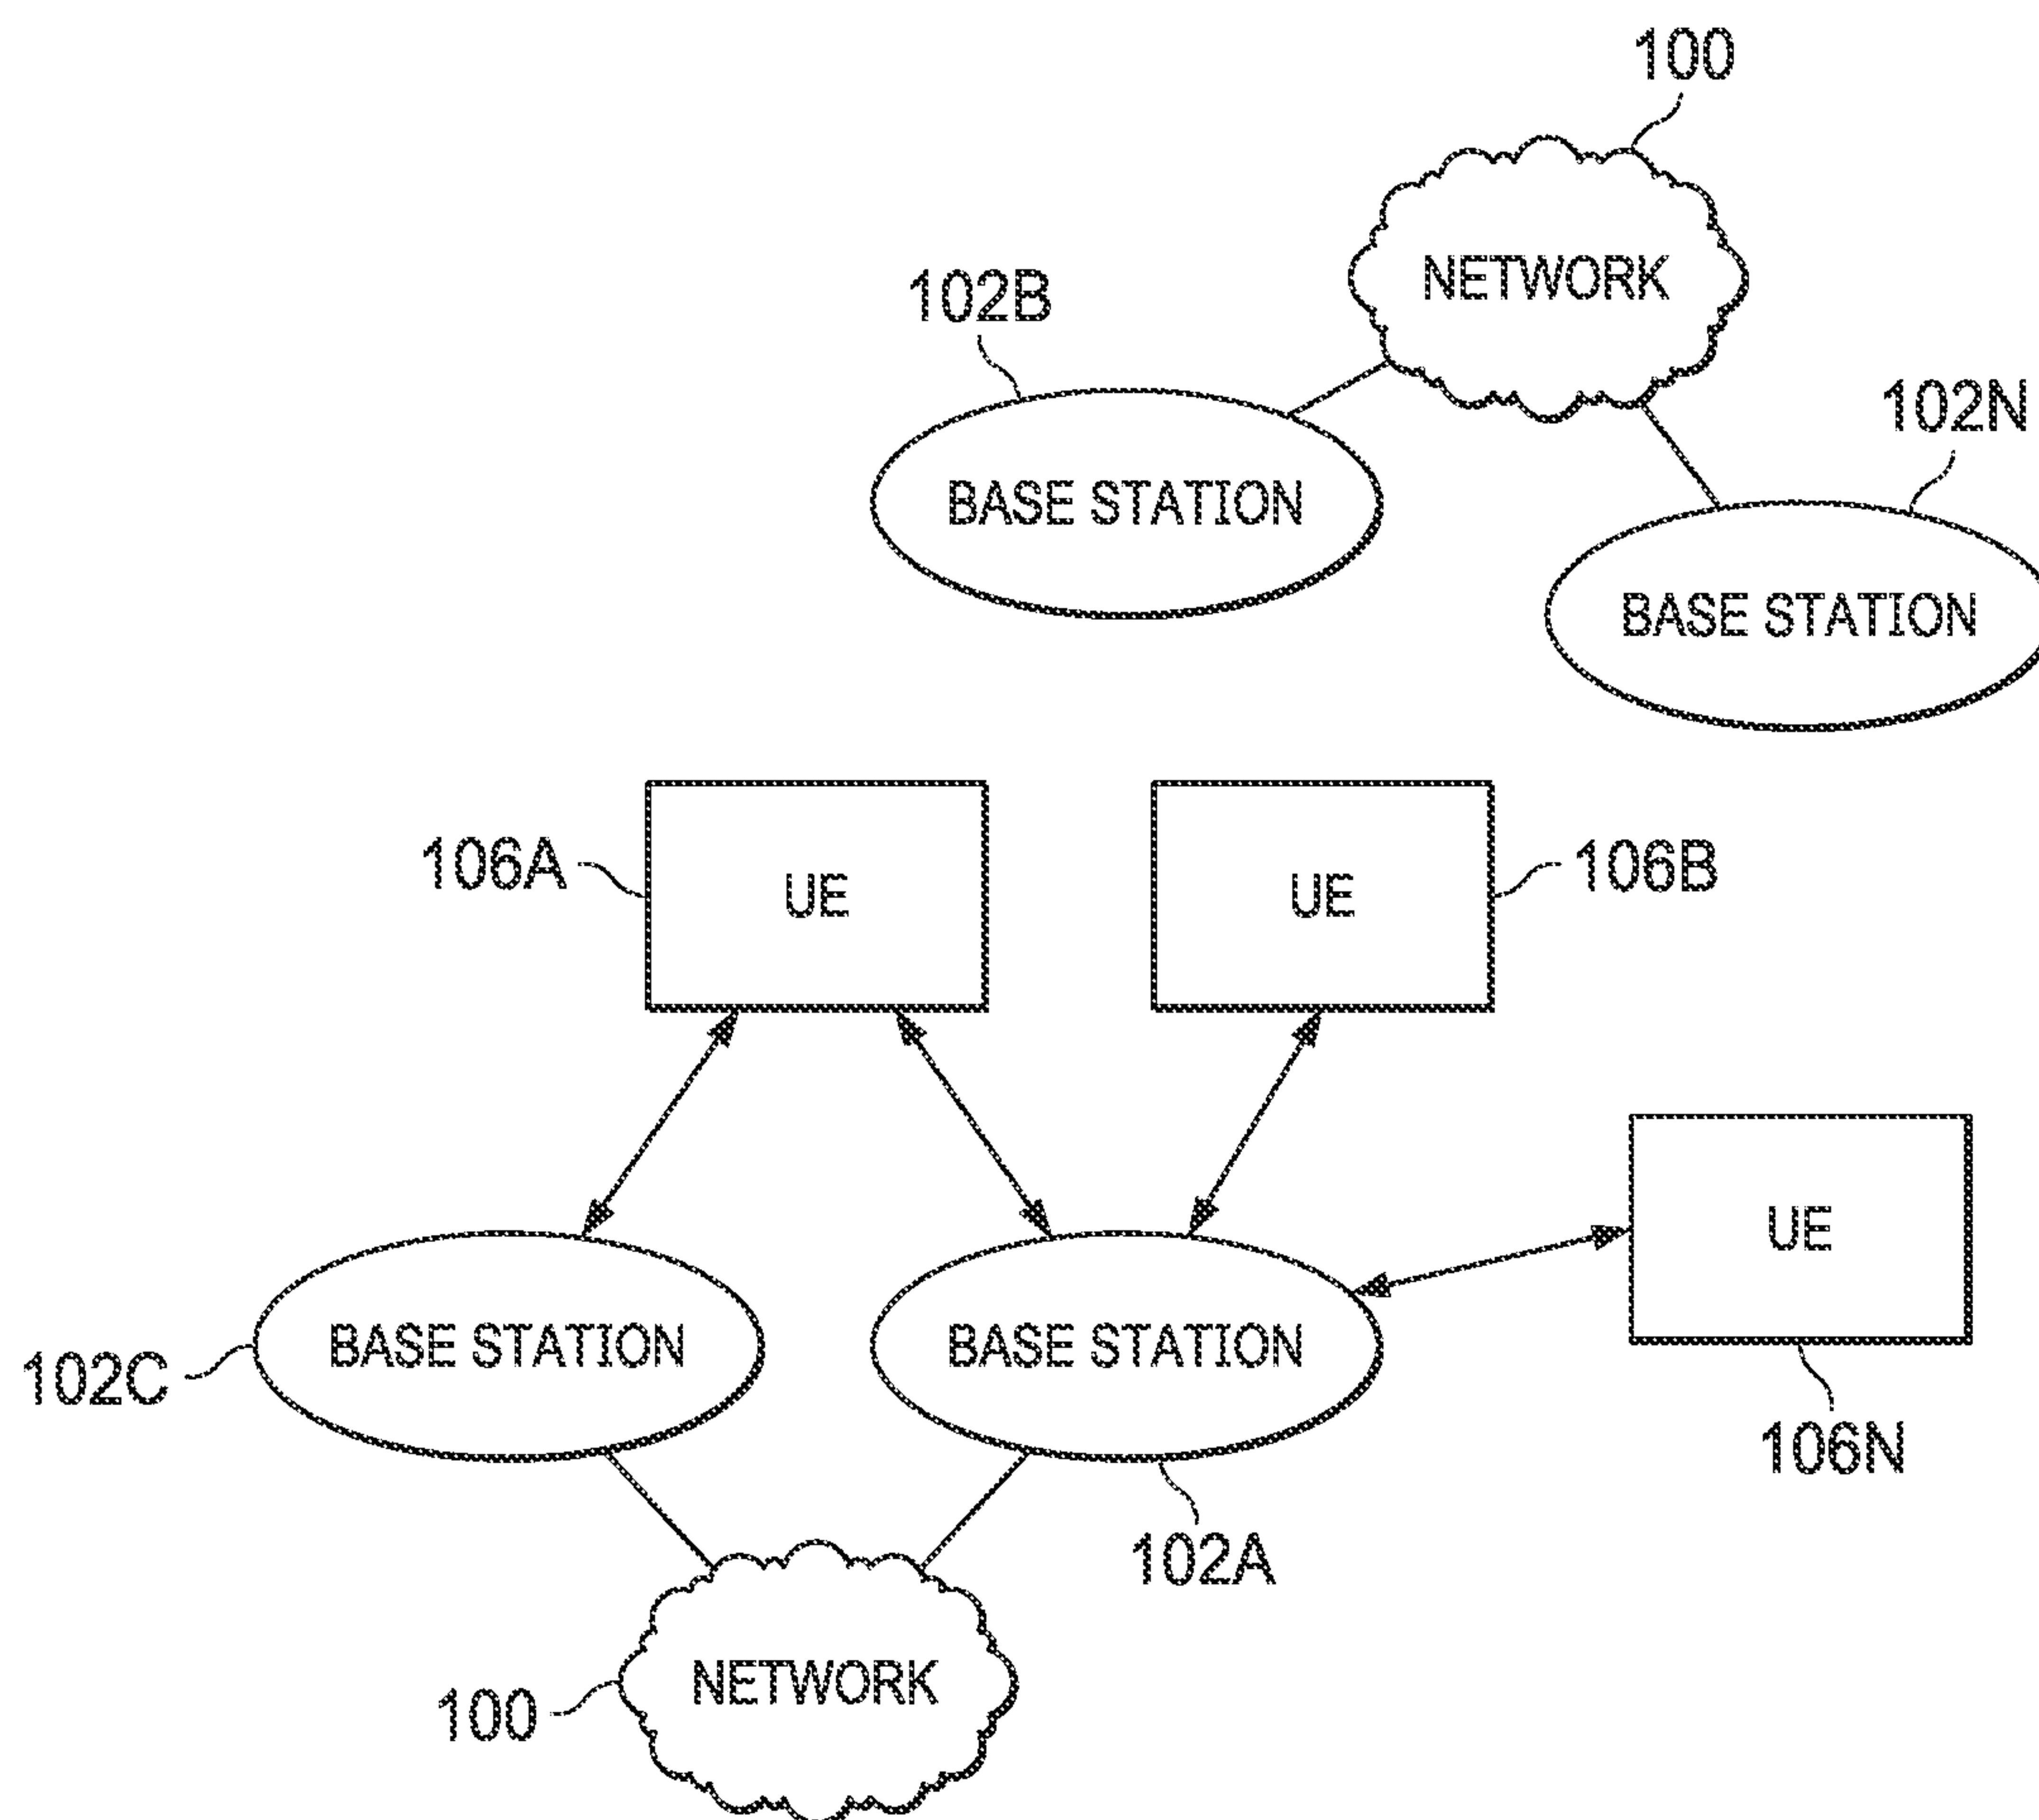 100
NETWORK
102B
102N
BASE STATION
BASE STATION
106A
UE
UE
106B
UE
102C
BASE STATION
BASE STATION
106N
102A
NETWORK
100